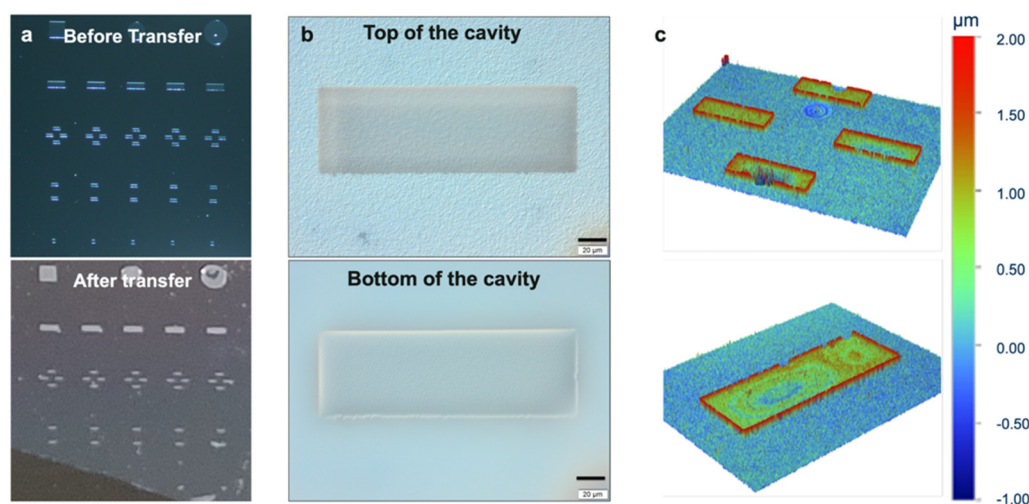 a
Before Transfer
After transfer
b
Top of the cavity
20 µm
Bottom of the cavity
20 µm
c
µm
2.00
1.50
1.00
0.50
0.00
-0.50
-1.00